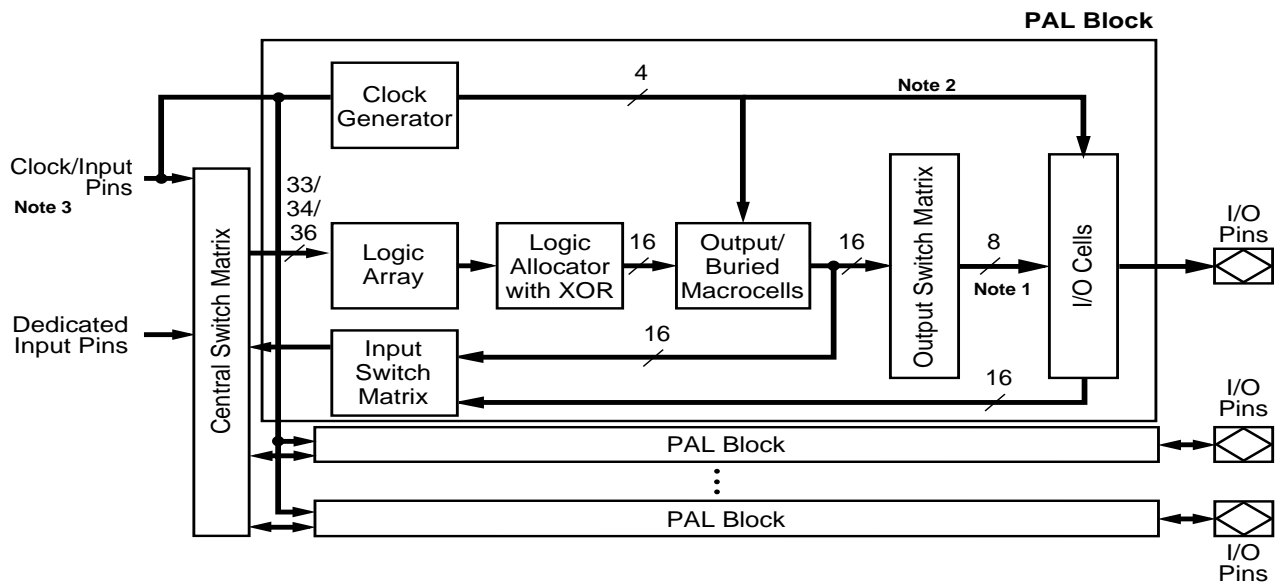 PAL Block
Clock
Generator
4
Note 2
Clock/Input
Pins
Note 3
Central Switch Matrix
33/
34/
36
Logic
Array
Logic
Allocator
with XOR
16
Output/
Buried
Macrocells
16
Output Switch Matrix
8
Note 1
I/O Cells
I/O
Pins
Dedicated
Input Pins
Input
Switch
Matrix
16
16
I/O
Pins
PAL Block
PAL Block
I/O
Pins